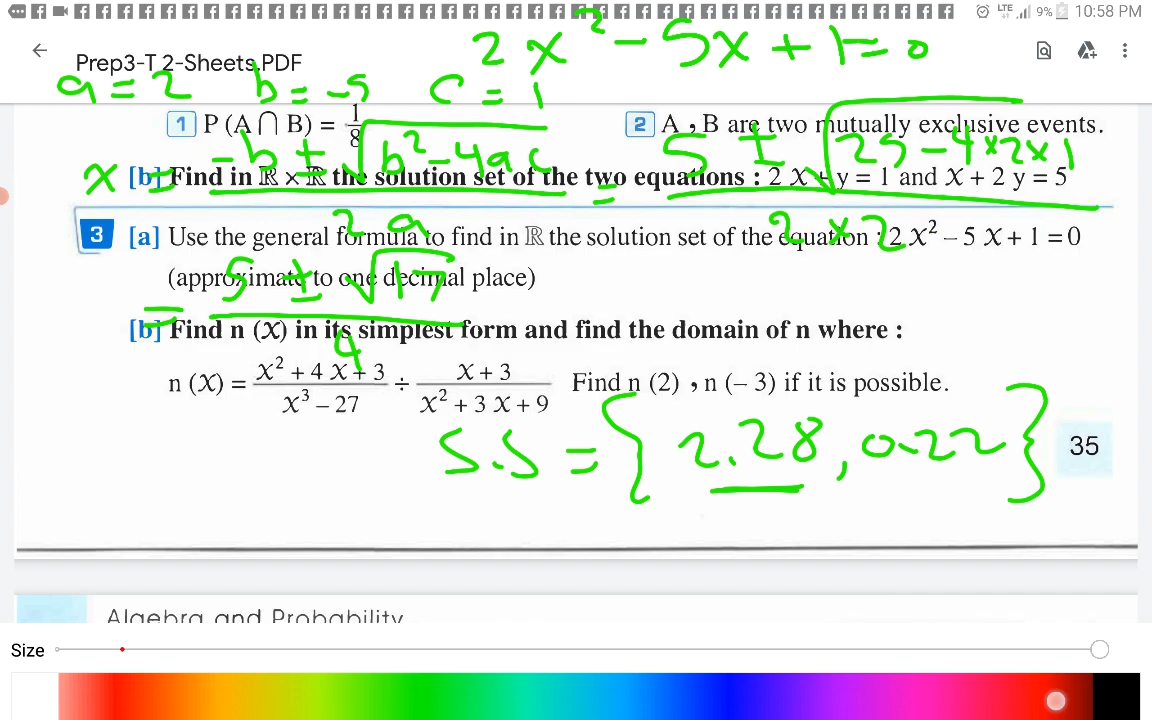 LTE 9% 10:58 PM
Prep3-T 2-Sheets.PDF
2x² - 5x + 1 = 0
a = 2 b = -5 c = 1
1 P (A ∩ B) = 1/8 2 A , B are two mutually exclusive events.
x = (-b ± √(b² - 4ac)) / 2a = (5 ± √(25 - 4×2×1)) / 2×2
[b] Find in ℝ × ℝ the solution set of the two equations : 2 X + y = 1 and X + 2 y = 5
3 [a] Use the general formula to find in ℝ the solution set of the equation : 2 X² – 5 X + 1 = 0
(approximate to one decimal place)
= (5 ± √17) / 4
[b] Find n (X) in its simplest form and find the domain of n where :
n (X) = (X² + 4 X + 3) / (X³ – 27) ÷ (X + 3) / (X² + 3 X + 9) Find n (2) , n (– 3) if it is possible.
S.S = { 2.28 , 0.22 }
35
Algebra and Probability
Size